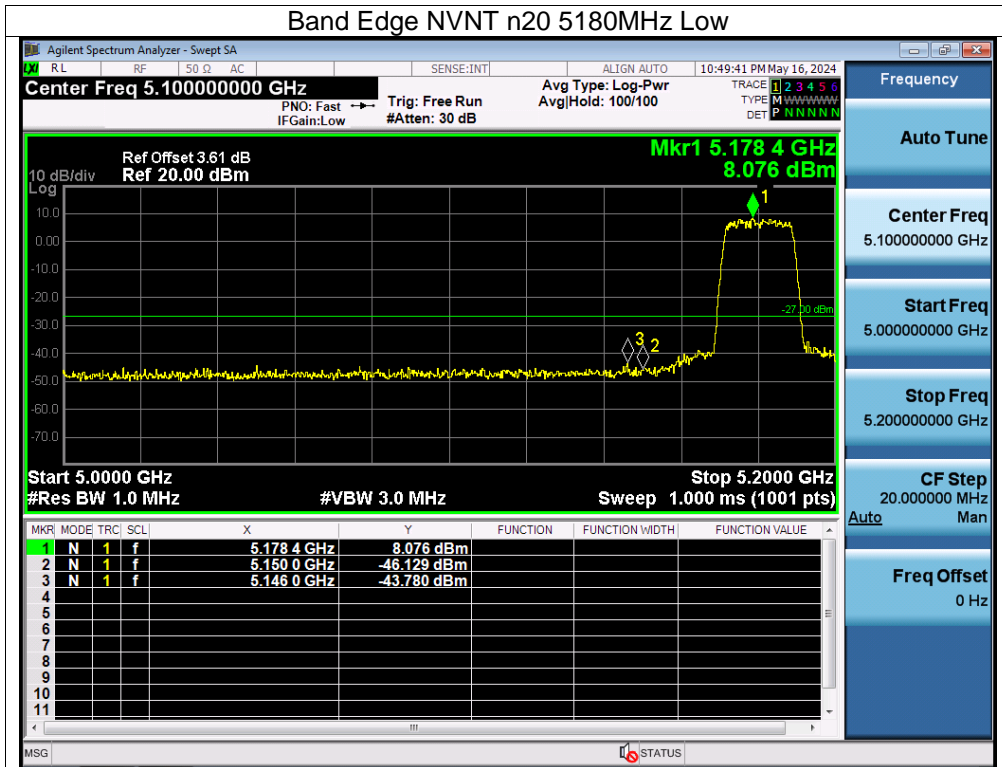 Band Edge NVNT n20 5180MHz Low
Agilent Spectrum Analyzer - Swept SA
LXI RL RF 50 Ω AC SENSE:INT ALIGN AUTO 10:49:41 PM May 16, 2024
Center Freq 5.100000000 GHz
PNO: Fast
IFGain:Low
Trig: Free Run
#Atten: 30 dB
Avg Type: Log-Pwr
Avg|Hold: 100/100
TRACE 1 2 3 4 5 6
TYPE M WWWWW
DET P N N N N N
Mkr1 5.178 4 GHz
8.076 dBm
Ref Offset 3.61 dB
10 dB/div Ref 20.00 dBm
Log
10.0
0.00
-10.0
-20.0
-30.0
-40.0
-50.0
-60.0
-70.0
1
-27.00 dBm
3 2
Start 5.0000 GHz Stop 5.2000 GHz
#Res BW 1.0 MHz #VBW 3.0 MHz Sweep 1.000 ms (1001 pts)
MKR MODE TRC SCL X Y FUNCTION FUNCTION WIDTH FUNCTION VALUE
1 N 1 f 5.178 4 GHz 8.076 dBm
2 N 1 f 5.150 0 GHz -46.129 dBm
3 N 1 f 5.146 0 GHz -43.780 dBm
4
5
6
7
8
9
10
11
MSG STATUS
Frequency
Auto Tune
Center Freq
5.100000000 GHz
Start Freq
5.000000000 GHz
Stop Freq
5.200000000 GHz
CF Step
20.000000 MHz
Auto Man
Freq Offset
0 Hz